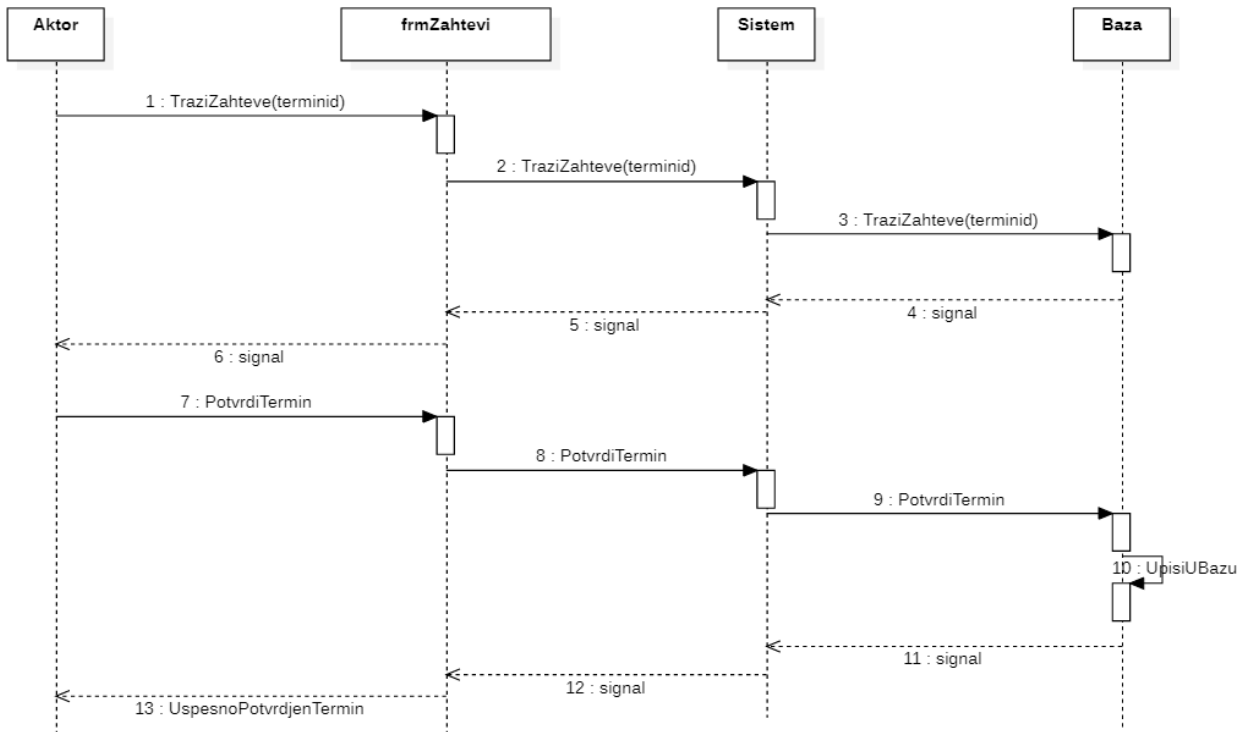 Aktor
frmZahtevi
Sistem
Baza
1 : TraziZahteve(terminid)
2 : TraziZahteve(terminid)
3 : TraziZahteve(terminid)
4 : signal
5 : signal
6 : signal
7 : PotvrdiTermin
8 : PotvrdiTermin
9 : PotvrdiTermin
10 : UpisiUBazu
11 : signal
12 : signal
13 : UspesnoPotvrdjenTermin